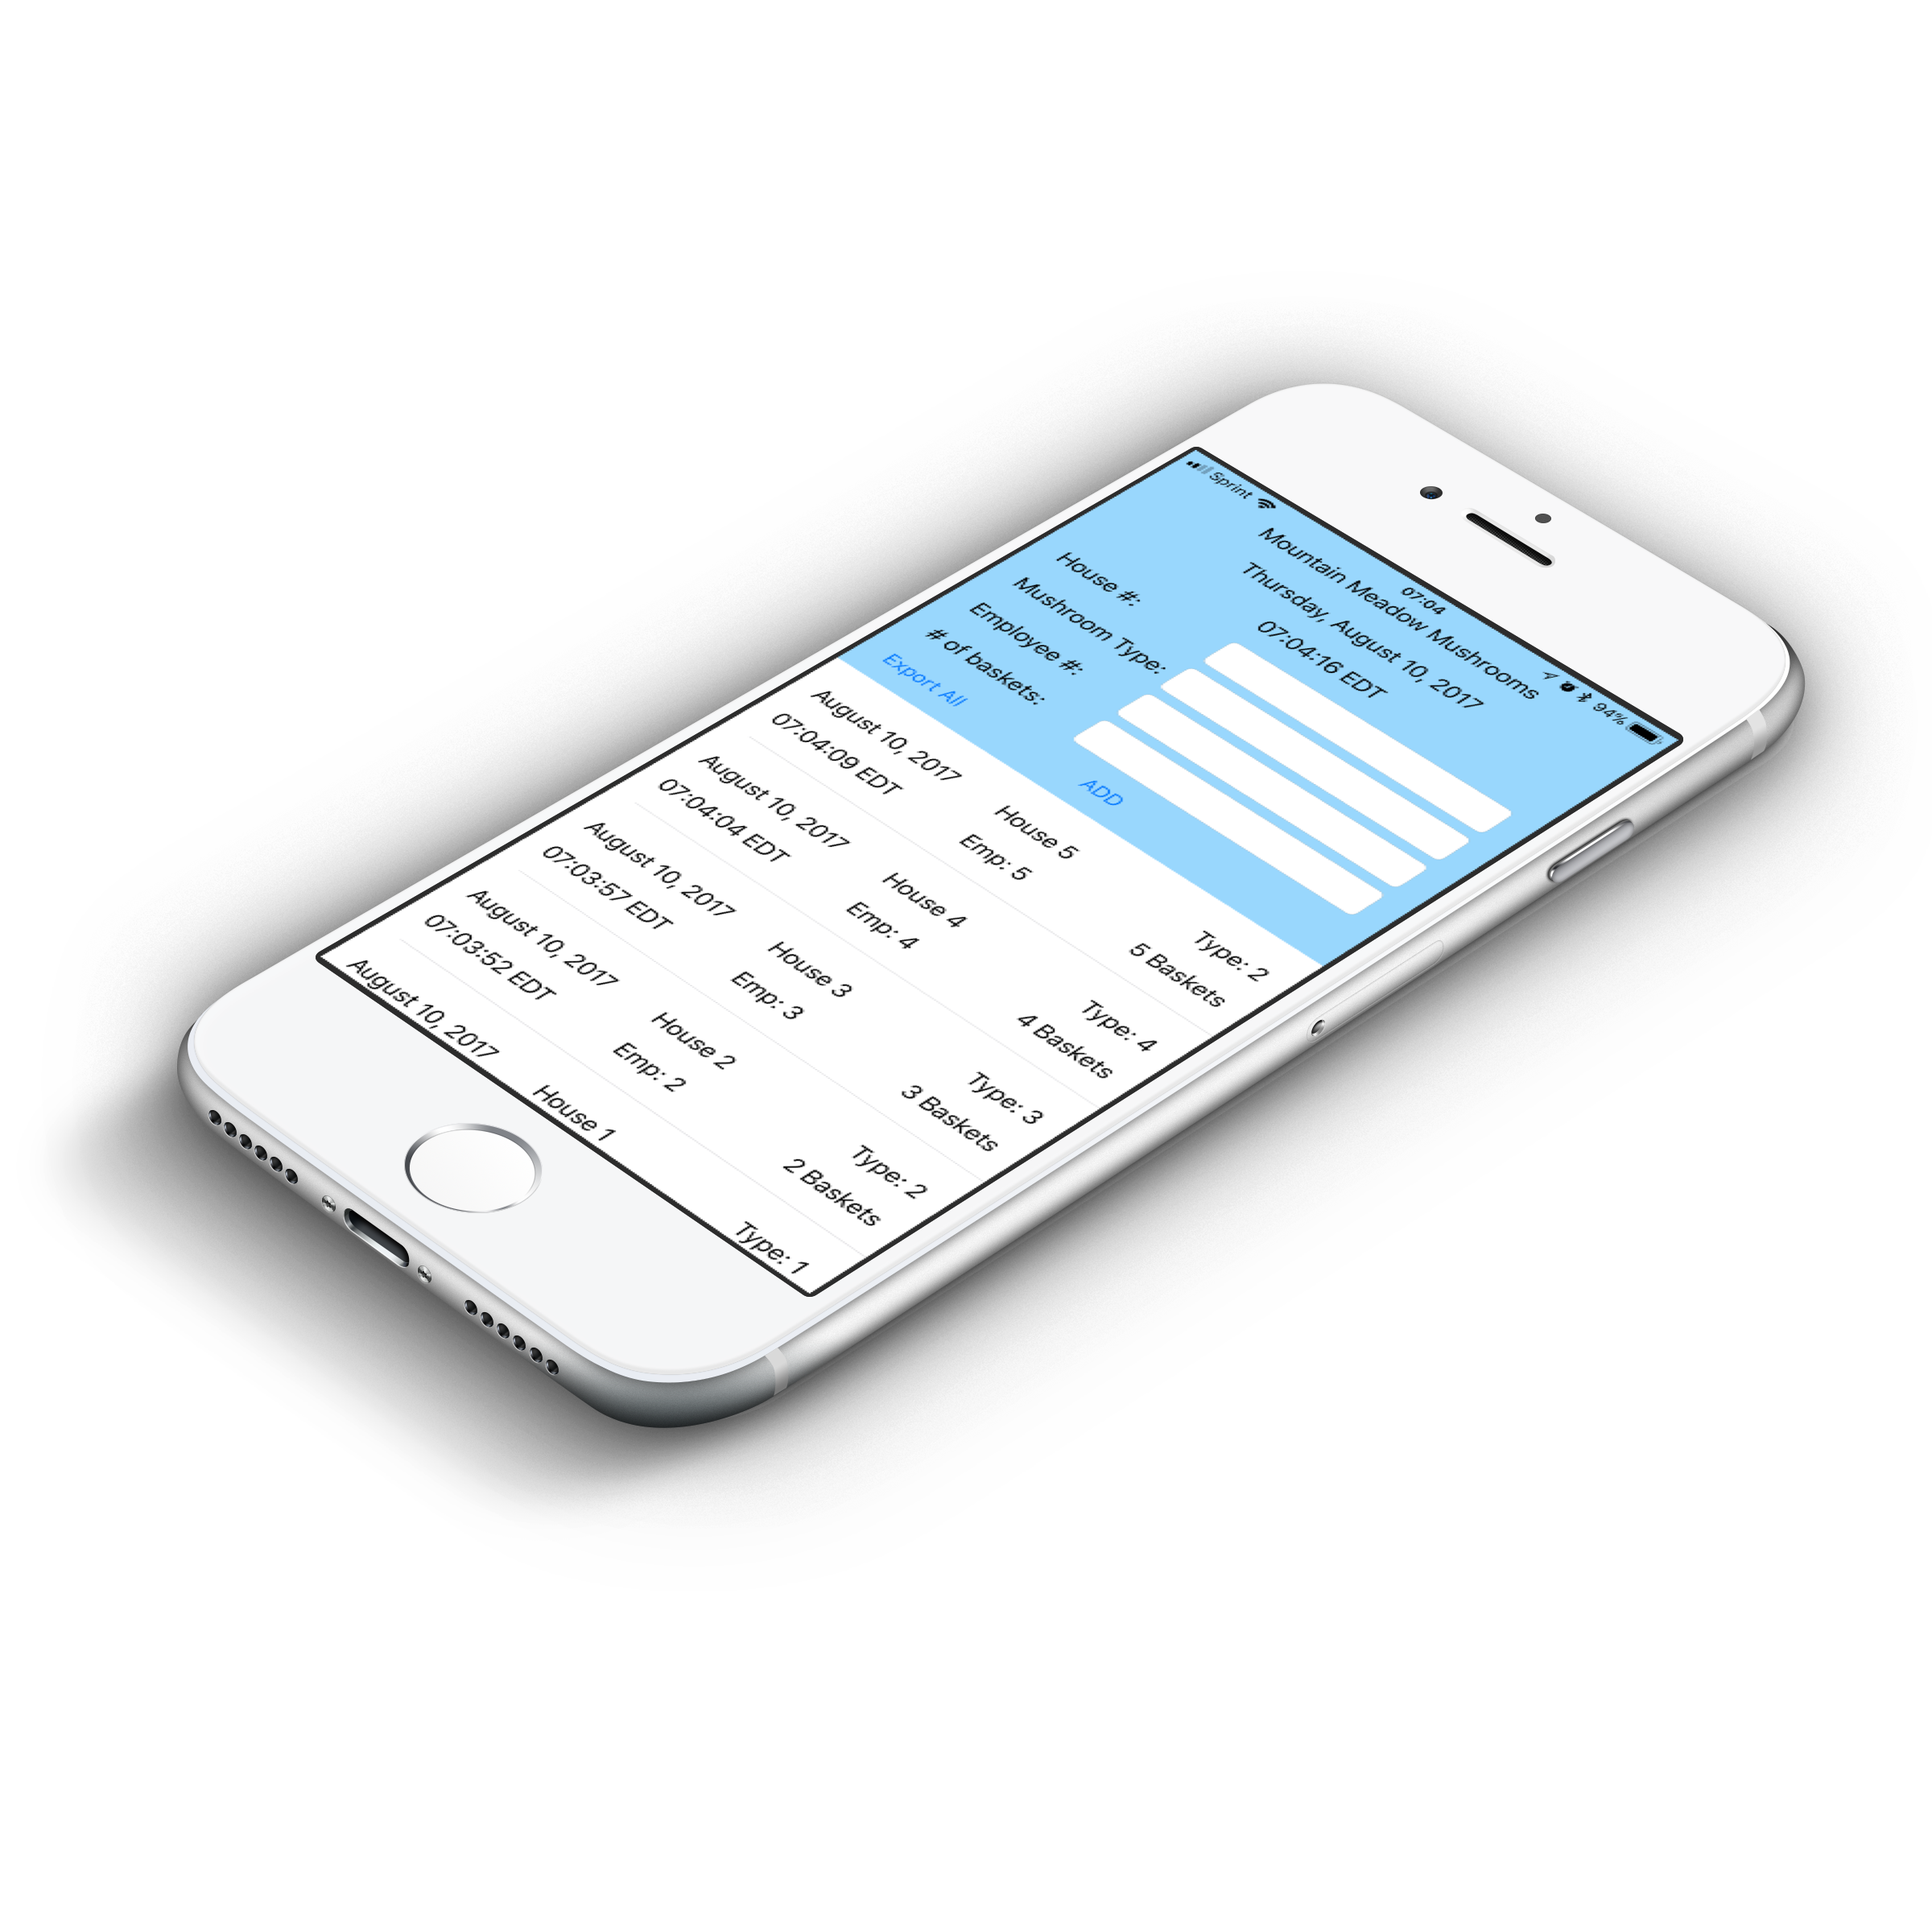 Sprint 07:04 94%
Mountain Meadow Mushrooms
Thursday, August 10, 2017
07:04:16 EDT
House #:
Mushroom Type:
Employee #:
# of baskets:
Export All ADD
August 10, 2017 House 5 Type: 2
07:04:09 EDT Emp: 5 5 Baskets
August 10, 2017 House 4 Type: 4
07:04:04 EDT Emp: 4 4 Baskets
August 10, 2017 House 3 Type: 3
07:03:57 EDT Emp: 3 3 Baskets
August 10, 2017 House 2 Type: 2
07:03:52 EDT Emp: 2 2 Baskets
August 10, 2017 House 1 Type: 1